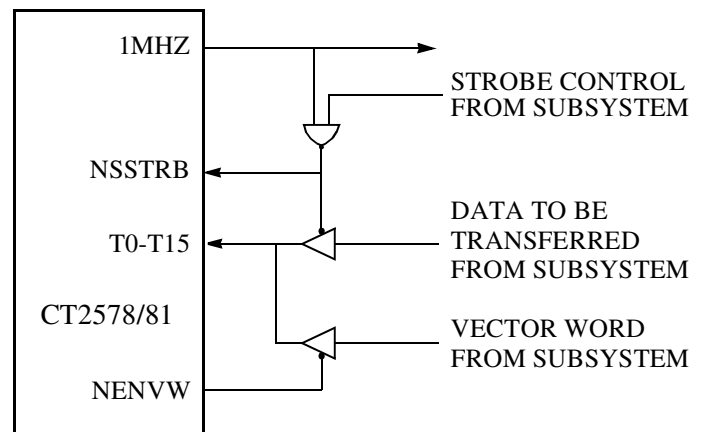 1MHZ
STROBE CONTROL
FROM SUBSYSTEM
NSSTRB
DATA TO BE
TRANSFERRED
FROM SUBSYSTEM
T0-T15
CT2578/81
VECTOR WORD
FROM SUBSYSTEM
NENVW